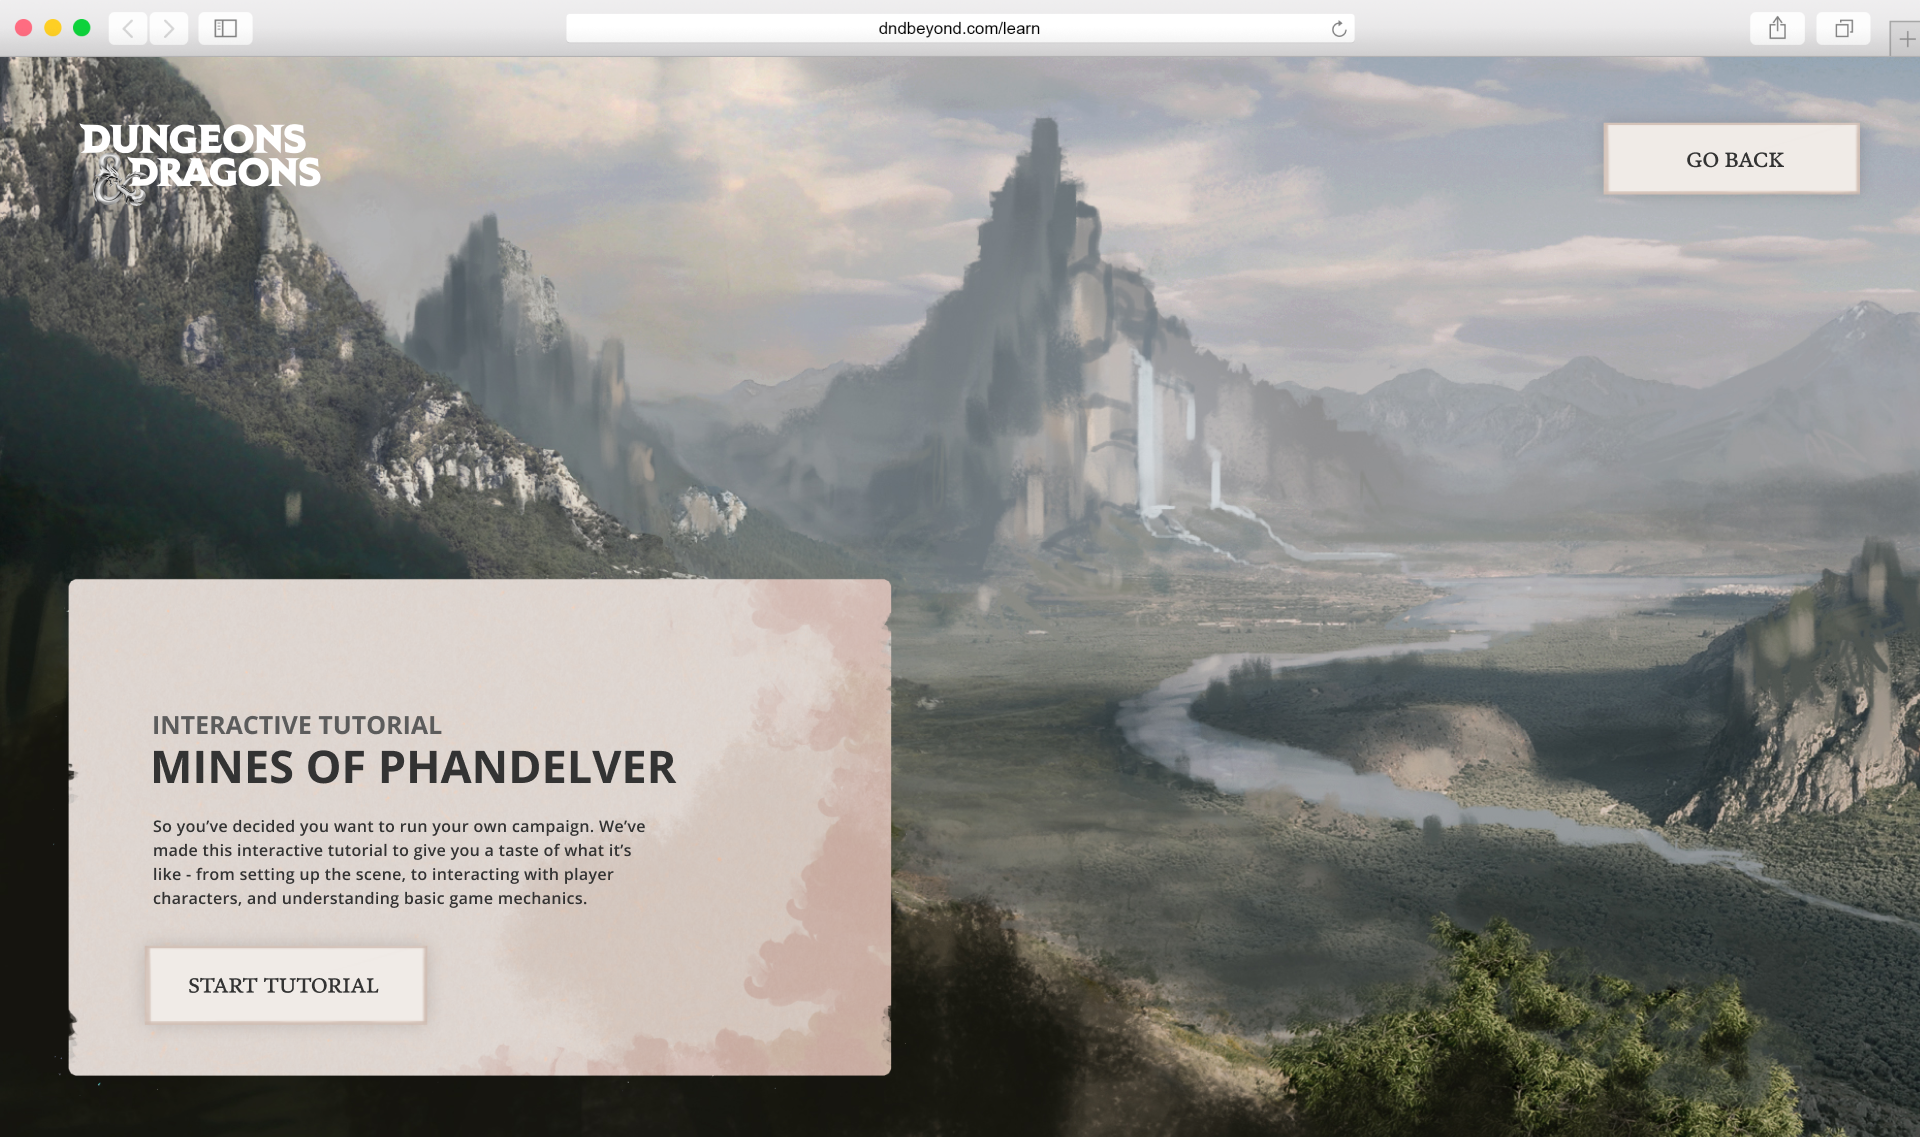 dndbeyond.com/learn
DUNGEONS
& DRAGONS
GO BACK
INTERACTIVE TUTORIAL
MINES OF PHANDELVER
So you’ve decided you want to run your own campaign. We’ve
made this interactive tutorial to give you a taste of what it’s
like - from setting up the scene, to interacting with player
characters, and understanding basic game mechanics.
START TUTORIAL